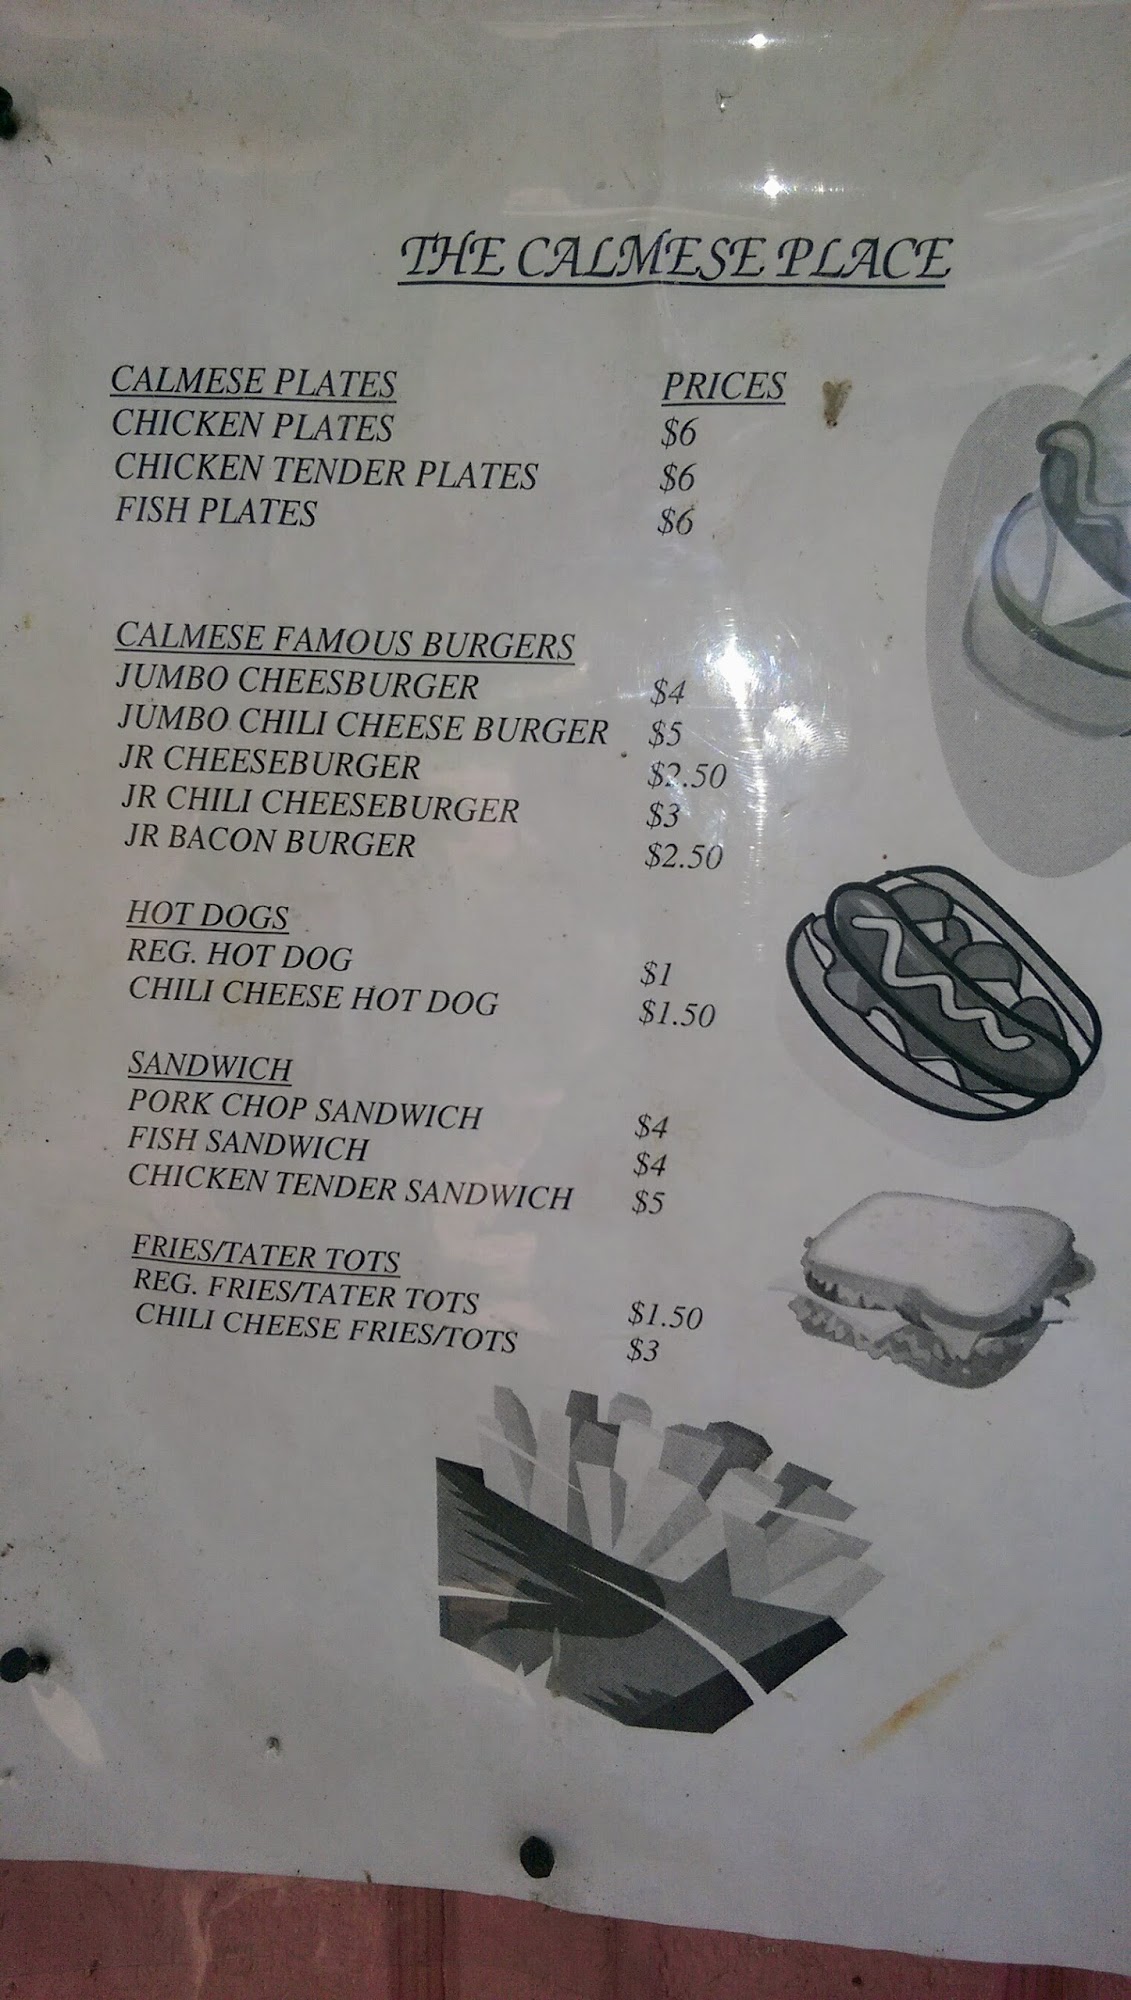 THE CALMESE PLACE
CALMESE PLATES PRICES
CHICKEN PLATES $6
CHICKEN TENDER PLATES $6
FISH PLATES $6
CALMESE FAMOUS BURGERS
JUMBO CHEESBURGER $4
JUMBO CHILI CHEESE BURGER $5
JR CHEESEBURGER $2.50
JR CHILI CHEESEBURGER $3
JR BACON BURGER $2.50
HOT DOGS
REG. HOT DOG $1
CHILI CHEESE HOT DOG $1.50
SANDWICH
PORK CHOP SANDWICH $4
FISH SANDWICH $4
CHICKEN TENDER SANDWICH $5
FRIES/TATER TOTS
REG. FRIES/TATER TOTS $1.50
CHILI CHEESE FRIES/TOTS $3